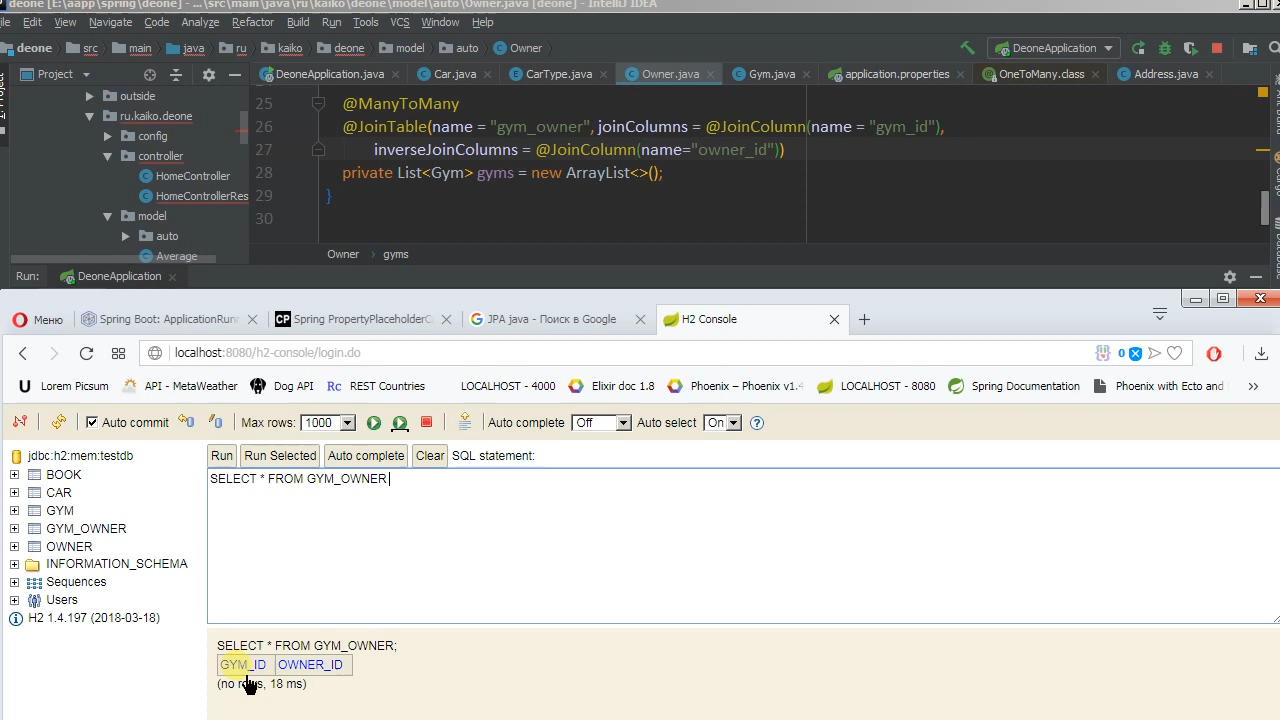 deone [E:\aapp\spring\deone] - ...\src\main\java\ru\kaiko\deone\model\auto\Owner.java [deone] - IntelliJ IDEA
ile Edit View Navigate Code Analyze Refactor Build Run Tools VCS Window Help
deone src main java ru kaiko deone model auto Owner DeoneApplication
Project DeoneApplication.java Car.java CarType.java Owner.java Gym.java application.properties OneToMany.class Address.java
outside
ru.kaiko.deone
config
controller
HomeController
HomeControllerRes
model
auto
Average
25 @ManyToMany
26 @JoinTable(name = "gym_owner", joinColumns = @JoinColumn(name = "gym_id"),
27 inverseJoinColumns = @JoinColumn(name="owner_id"))
28 private List<Gym> gyms = new ArrayList<>();
29 }
30
Owner gyms
Run: DeoneApplication
Меню Spring Boot: ApplicationRunn Spring PropertyPlaceholderC JPA java - Поиск в Google H2 Console
localhost:8080/h2-console/login.do 0
Lorem Picsum API - MetaWeather Dog API Rc REST Countries LOCALHOST - 4000 Elixir doc 1.8 Phoenix – Phoenix v1.4 LOCALHOST - 8080 Spring Documentation Phoenix with Ecto and
Auto commit Max rows: 1000 Auto complete Off Auto select On
jdbc:h2:mem:testdb
BOOK
CAR
GYM
GYM_OWNER
OWNER
INFORMATION_SCHEMA
Sequences
Users
H2 1.4.197 (2018-03-18)
Run Run Selected Auto complete Clear SQL statement:
SELECT * FROM GYM_OWNER
SELECT * FROM GYM_OWNER;
GYM_ID OWNER_ID
(no rows, 18 ms)